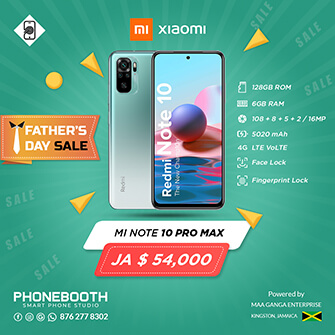 SALE
mi xiaomi
SALE
FATHER'S
DAY SALE
Redmi
Redmi Note 10
128GB ROM
6GB RAM
108 + 8 + 5 + 2 / 16MP
5020 mAh
4G LTE VoLTE
Face Lock
Fingerprint Lock
SALE
SALE
MI NOTE 10 PRO MAX
JA $ 54,000
SALE
PHONEBOOTH
SMART PHONE STUDIO
876 277 8302
Powered by
MAA GANGA ENTERPRISE
KINGSTON, JAMAICA